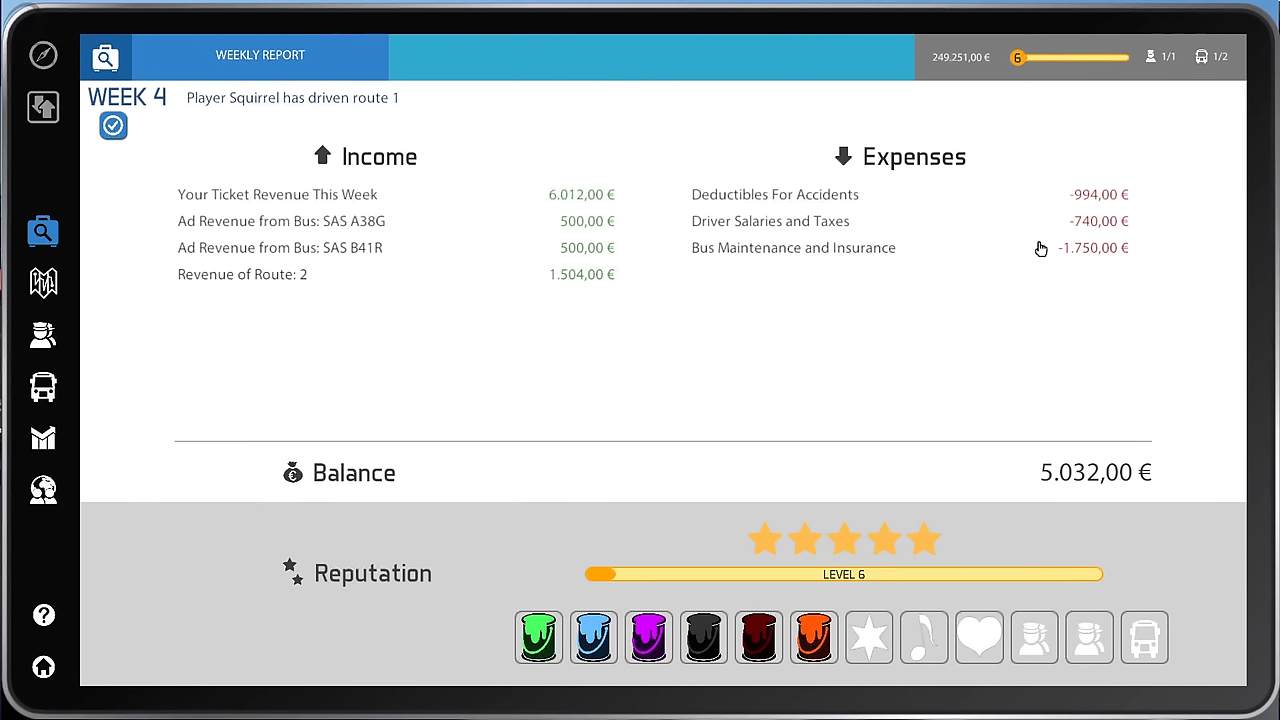 WEEKLY REPORT
249.251,00 €
6
1/1
1/2
WEEK 4
Player Squirrel has driven route 1
Income
Your Ticket Revenue This Week 6.012,00 €
Ad Revenue from Bus: SAS A38G 500,00 €
Ad Revenue from Bus: SAS B41R 500,00 €
Revenue of Route: 2 1.504,00 €
Expenses
Deductibles For Accidents -994,00 €
Driver Salaries and Taxes -740,00 €
Bus Maintenance and Insurance -1.750,00 €
Balance 5.032,00 €
Reputation
LEVEL 6
?